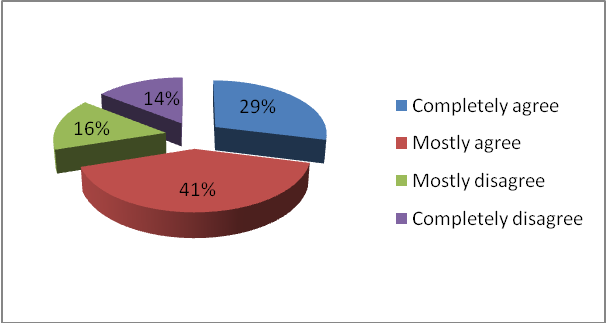 14%
29%
16%
41%
Completely agree
Mostly agree
Mostly disagree
Completely disagree